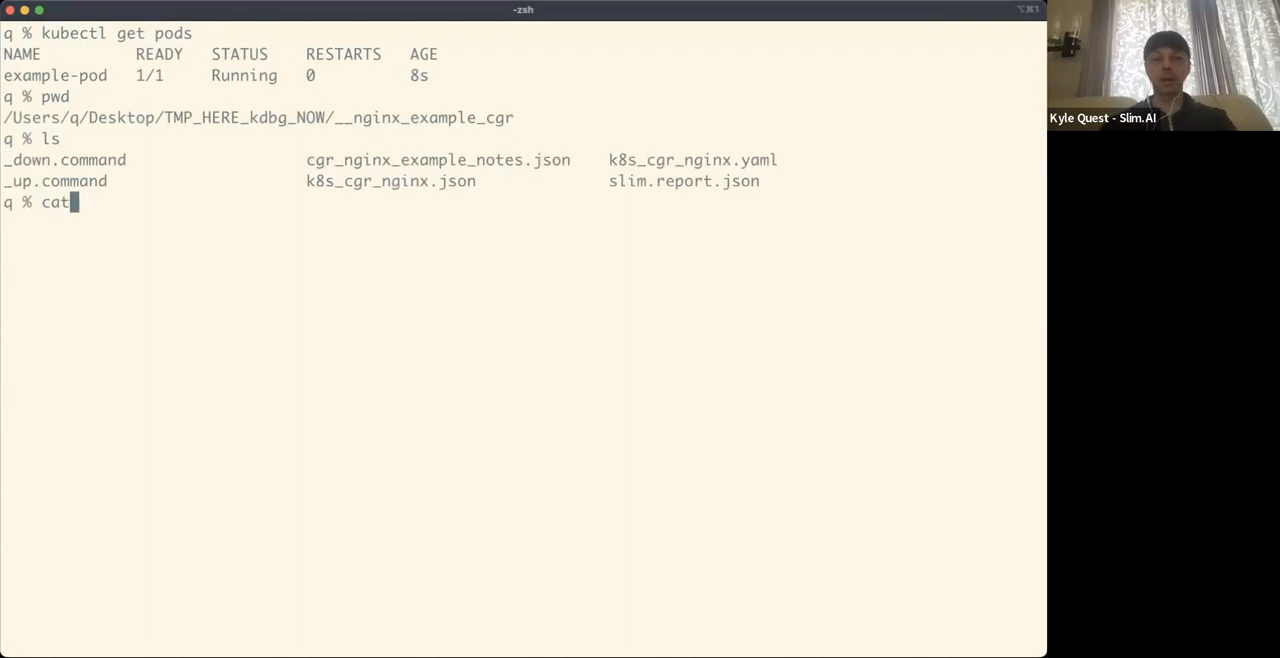 -zsh
⌥⌘1
q % kubectl get pods
NAME READY STATUS RESTARTS AGE
example-pod 1/1 Running 0 8s
q % pwd
/Users/q/Desktop/TMP_HERE_kdbg_NOW/__nginx_example_cgr
q % ls
_down.command cgr_nginx_example_notes.json k8s_cgr_nginx.yaml
_up.command k8s_cgr_nginx.json slim.report.json
q % cat
Kyle Quest - Slim.AI